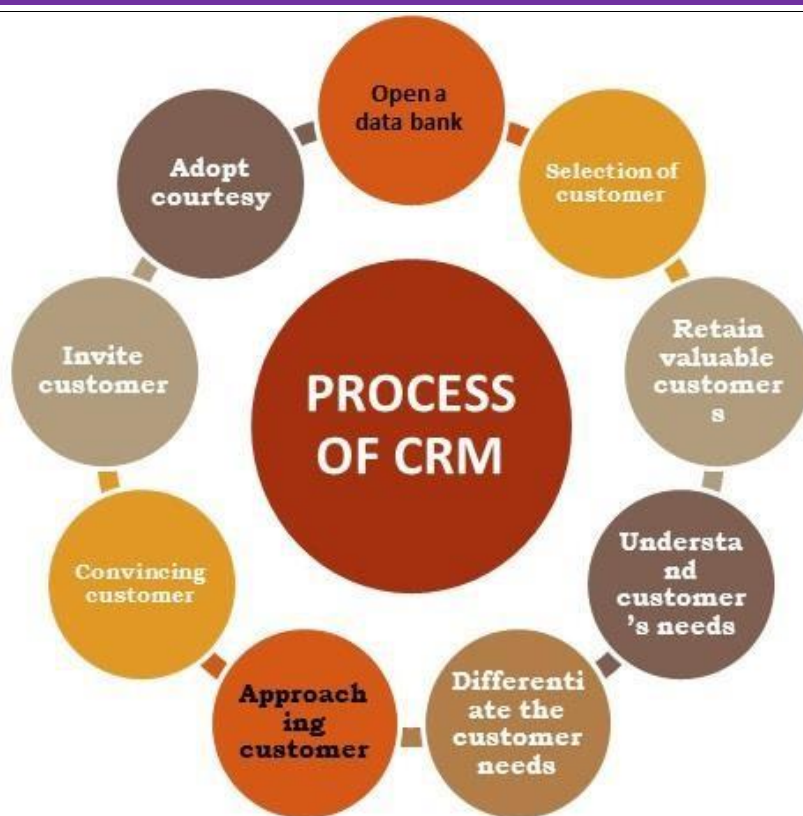 Open a
data bank
Selection of
customer
Retain
valuable
customer
s
Understa
nd
customer
’s needs
Differenti
ate the
customer
needs
Approach
ing
customer
Convincing
customer
Invite
customer
Adopt
courtesy
PROCESS
OF CRM